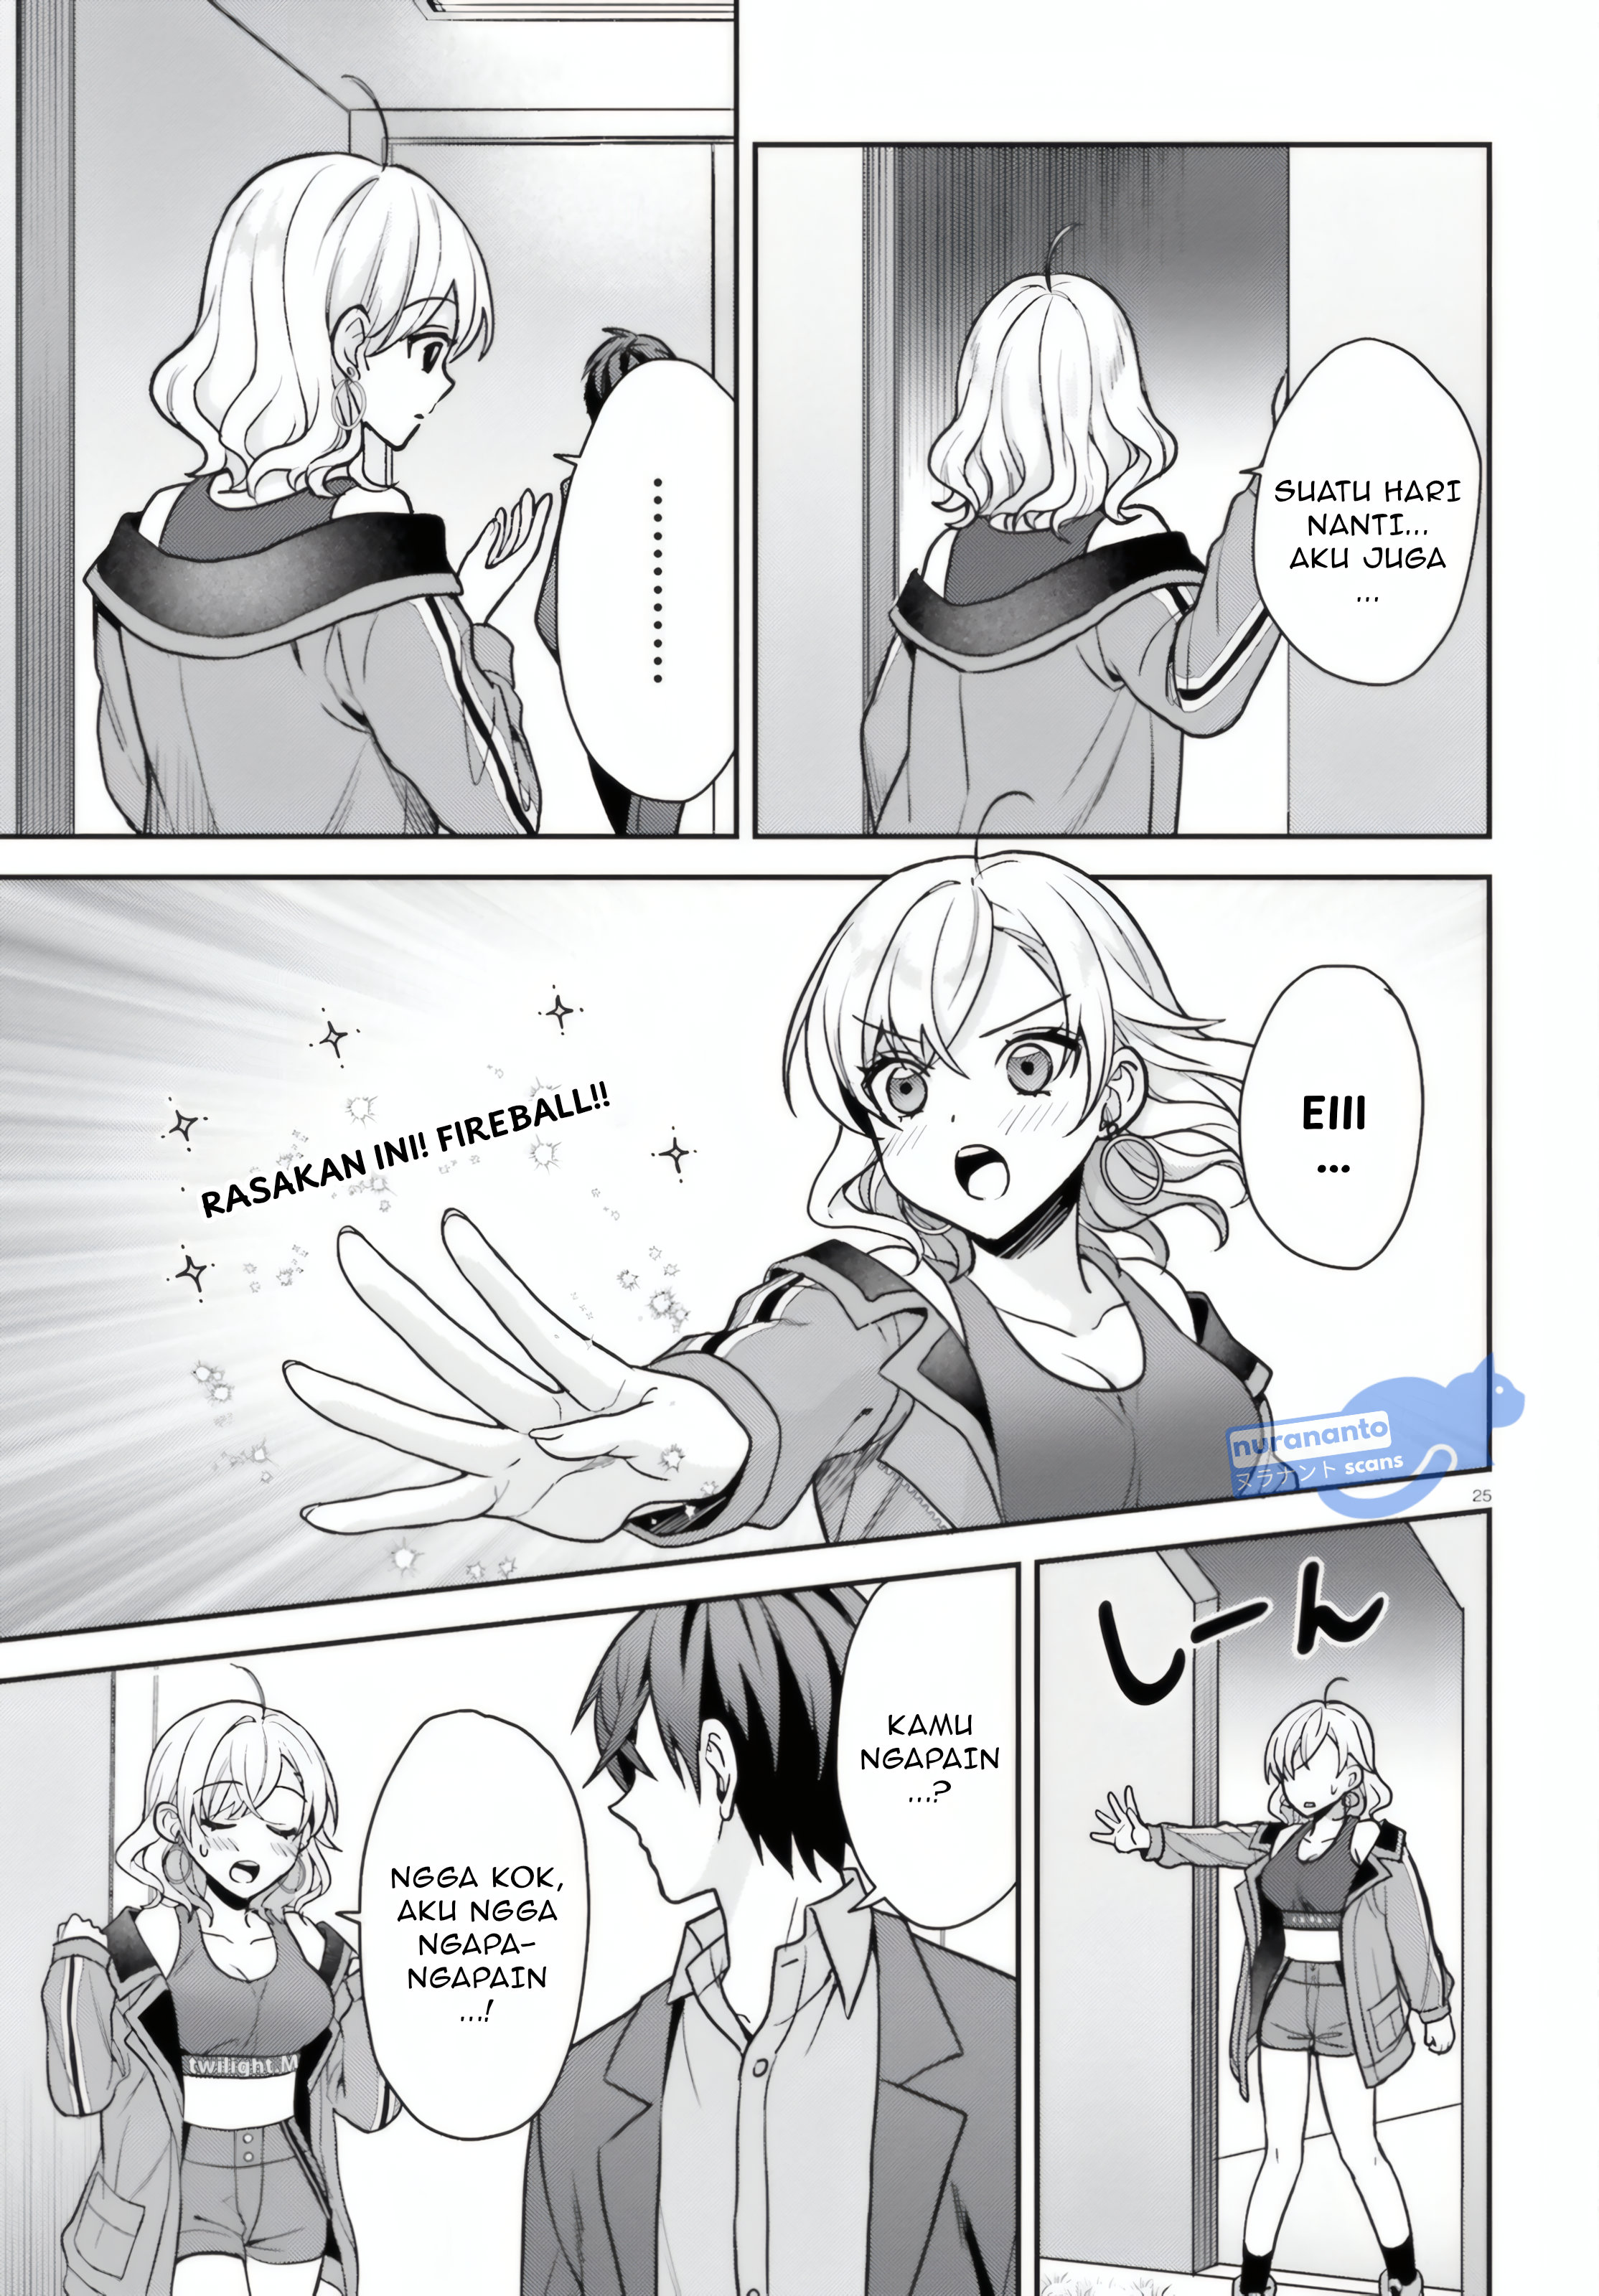 SUATU HARI
NANTI...
AKU JUGA
...
..........
EIII
...
RASAKAN INI! FIREBALL!!
nurananto
ヌラナント scans
25
しーん
KAMU
NGAPAIN
...?
NGGA KOK,
AKU NGGA
NGAPA-
NGAPAIN
...!
twilight.M